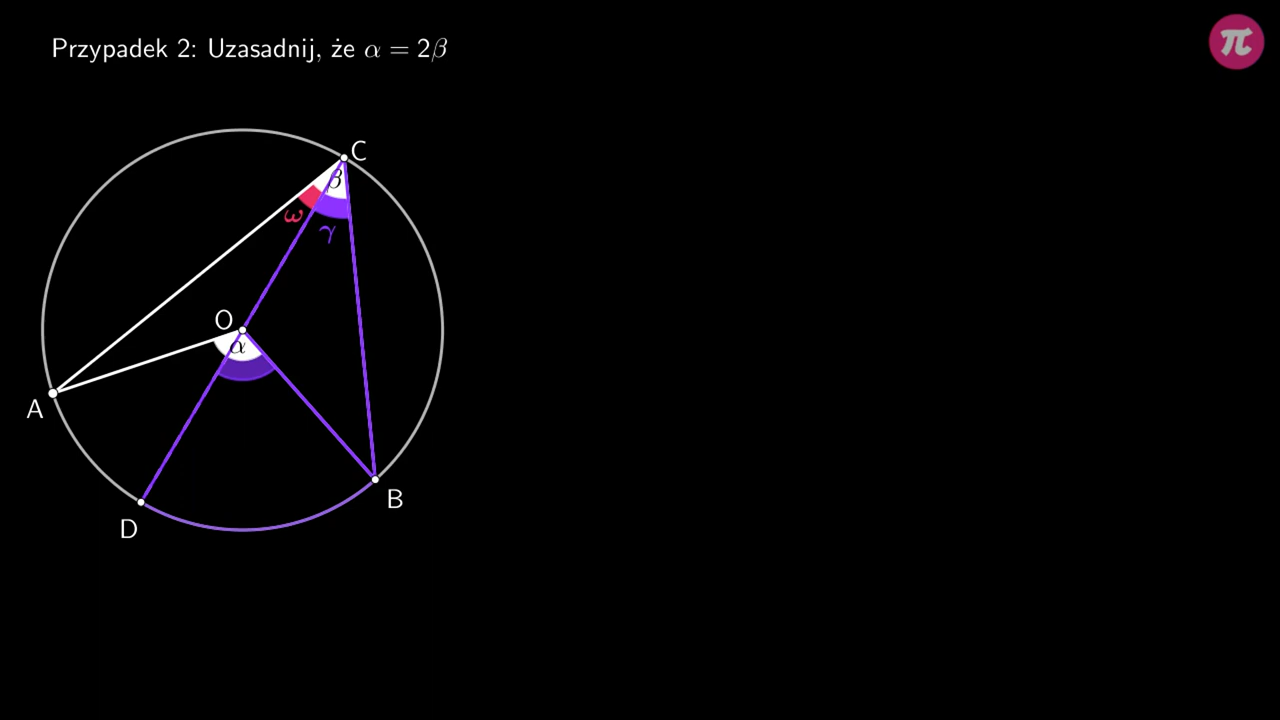 Przypadek 2: Uzasadnij, że α = 2β
π
C
β
ω
γ
O
α
A
B
D